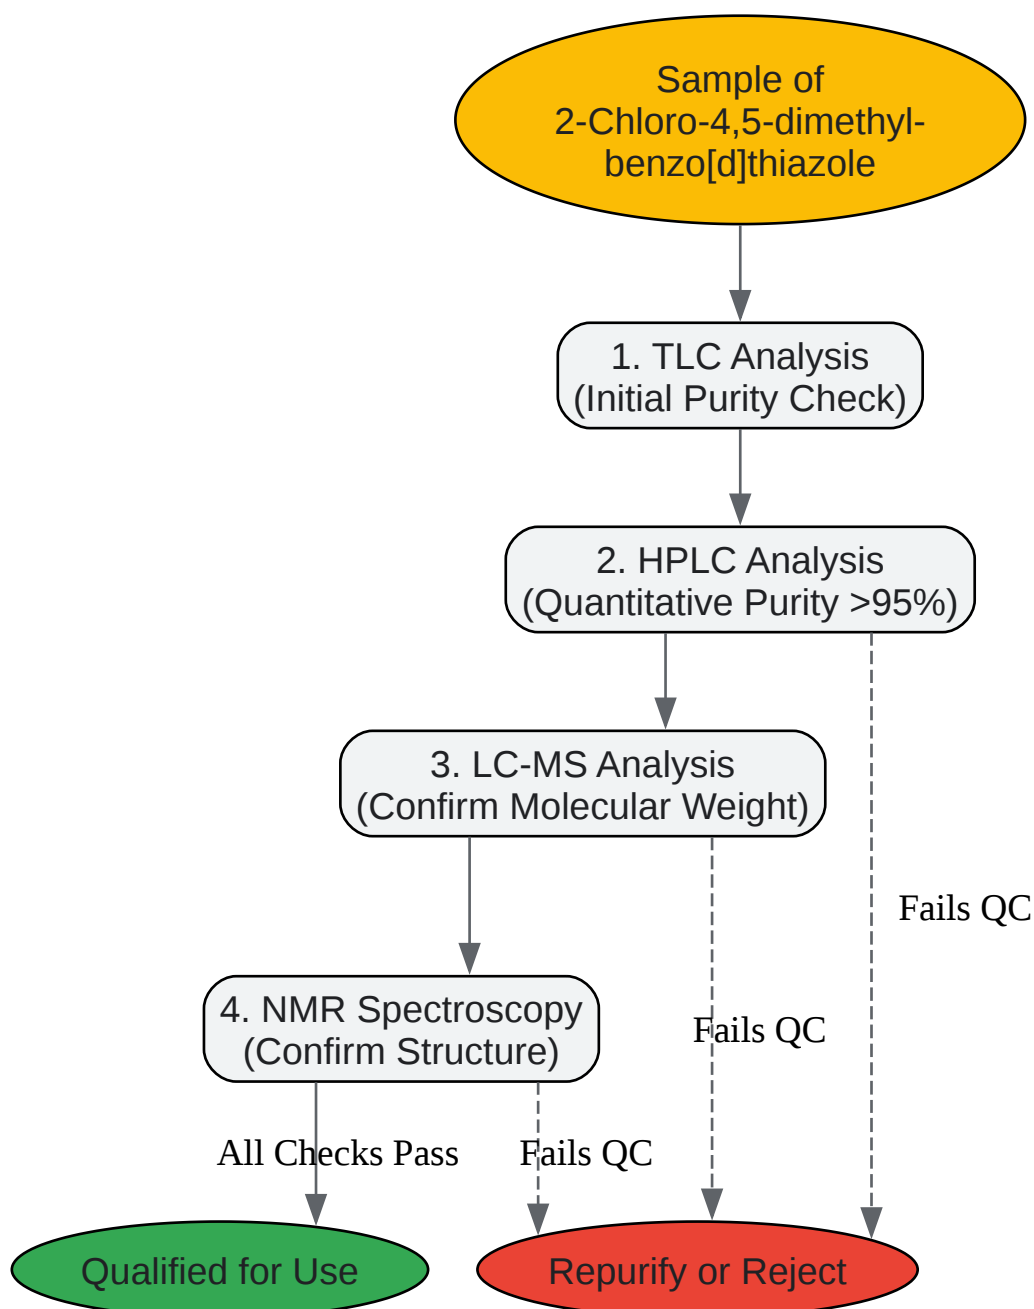 Sample of
2-Chloro-4,5-dimethyl-
benzo[d]thiazole
1. TLC Analysis
(Initial Purity Check)
2. HPLC Analysis
(Quantitative Purity >95%)
3. LC-MS Analysis
(Confirm Molecular Weight)
Fails QC
4. NMR Spectroscopy
(Confirm Structure)
Fails QC
All Checks Pass
Fails QC
Qualified for Use
Repurify or Reject